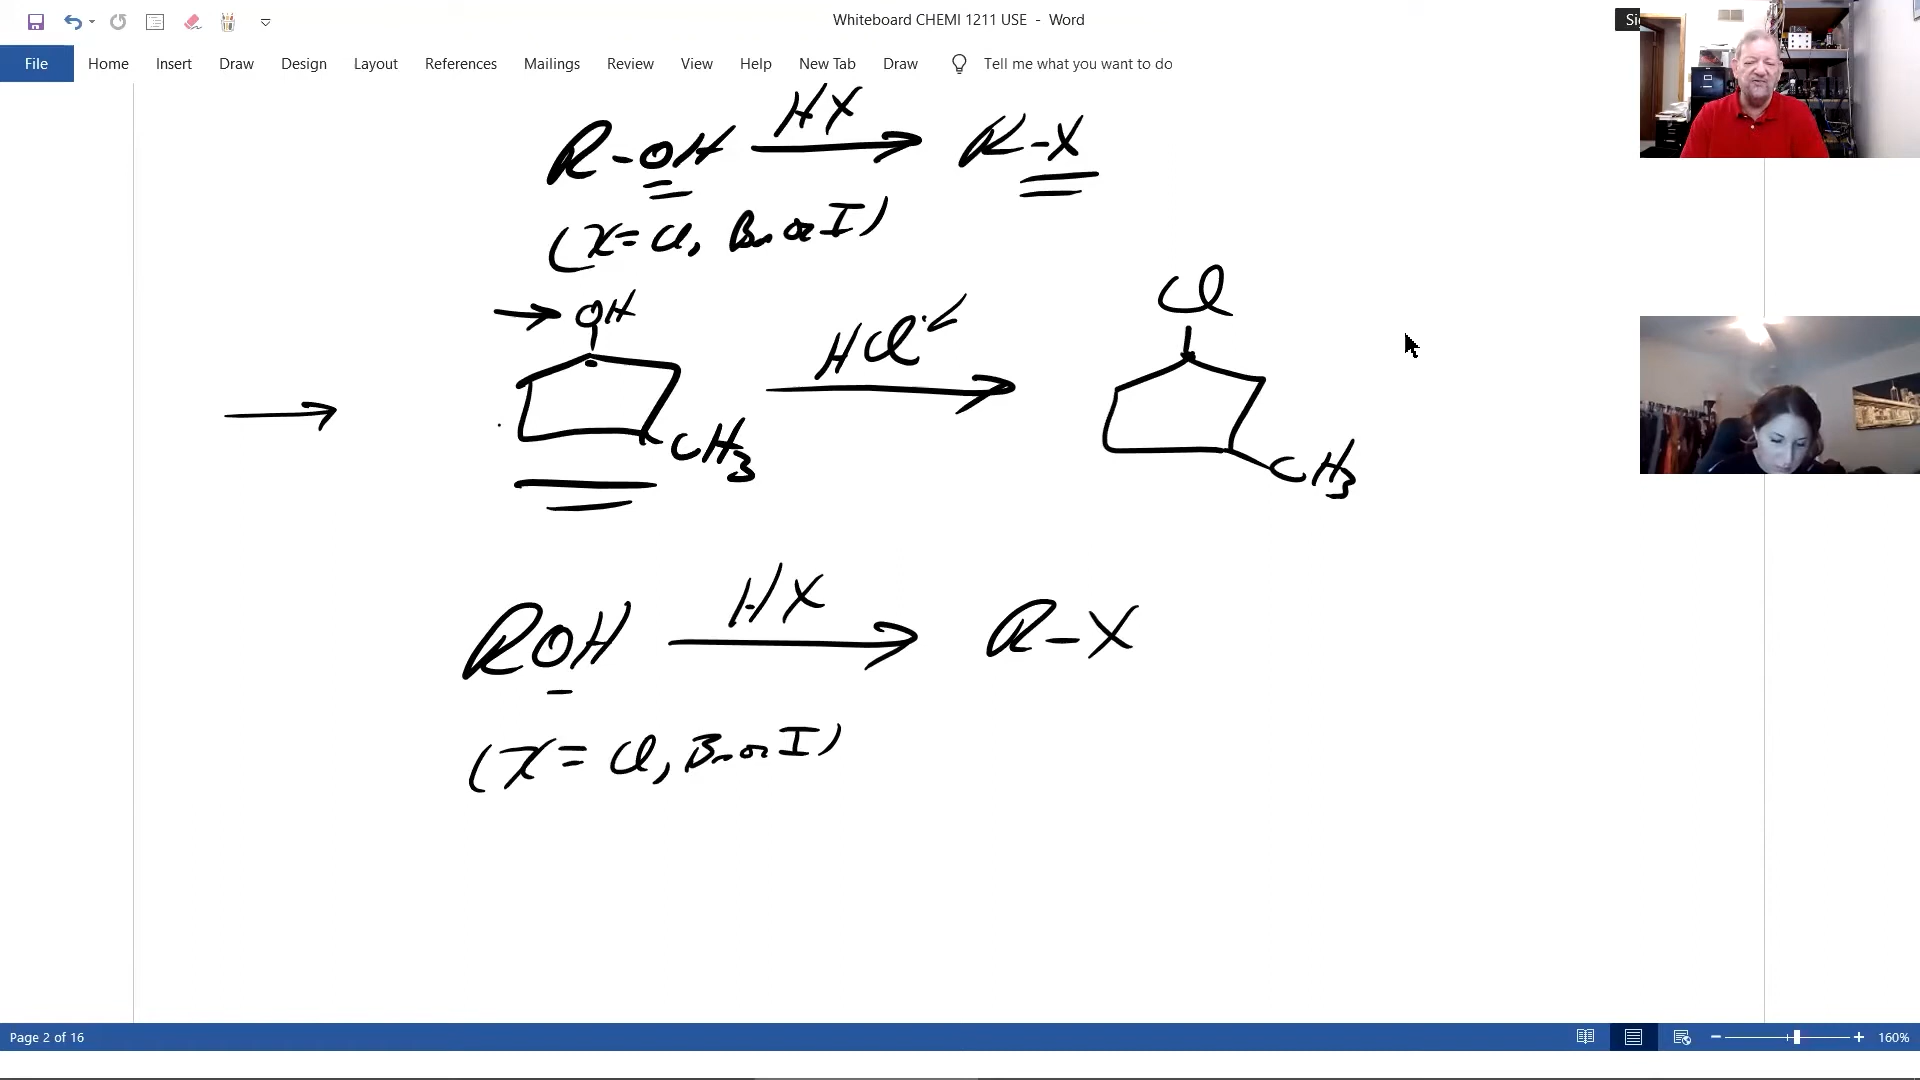 Whiteboard CHEMI 1211 USE - Word
File Home Insert Draw Design Layout References Mailings Review View Help New Tab Draw Tell me what you want to do
HX
R-OH R-X
(X=Cl, Br or I)
OH HCl Cl
CH3 CH3
HX
ROH R-X
(X=Cl, Br or I)
Page 2 of 16 160%